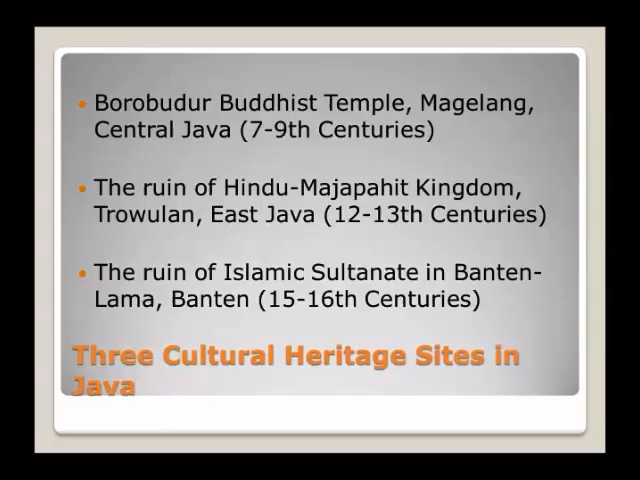 Borobudur Buddhist Temple, Magelang,
Central Java (7-9th Centuries)
The ruin of Hindu-Majapahit Kingdom,
Trowulan, East Java (12-13th Centuries)
The ruin of Islamic Sultanate in Banten-
Lama, Banten (15-16th Centuries)
Three Cultural Heritage Sites in
Java